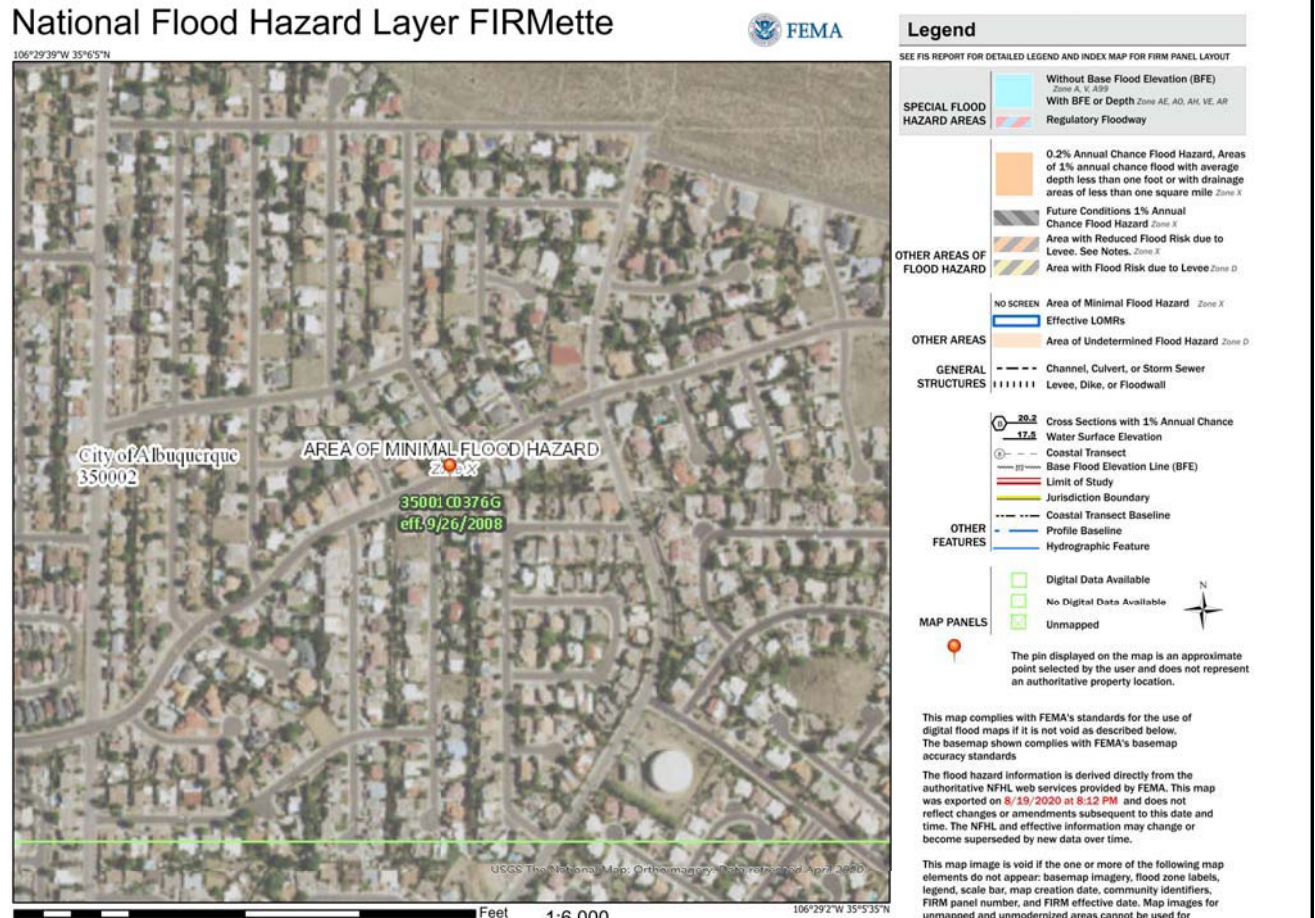 National Flood Hazard Layer FIRMette
FEMA
106°29'39"W 35°6'5"N
City of Albuquerque
350002
AREA OF MINIMAL FLOOD HAZARD
Zone X
35001C0376G
eff. 9/26/2008
USGS The National Map: Orthoimagery. Data refreshed April 2020
Feet
1:6,000
106°29'2"W 35°5'35"N
Legend
SEE FIS REPORT FOR DETAILED LEGEND AND INDEX MAP FOR FIRM PANEL LAYOUT
SPECIAL FLOOD
HAZARD AREAS
Without Base Flood Elevation (BFE)
Zone A, V, A99
With BFE or Depth Zone AE, AO, AH, VE, AR
Regulatory Floodway
0.2% Annual Chance Flood Hazard, Areas
of 1% annual chance flood with average
depth less than one foot or with drainage
areas of less than one square mile Zone X
Future Conditions 1% Annual
Chance Flood Hazard Zone X
Area with Reduced Flood Risk due to
Levee. See Notes. Zone X
Area with Flood Risk due to Levee Zone D
OTHER AREAS OF
FLOOD HAZARD
NO SCREEN Area of Minimal Flood Hazard Zone X
Effective LOMRs
OTHER AREAS
Area of Undetermined Flood Hazard Zone D
GENERAL
STRUCTURES
Channel, Culvert, or Storm Sewer
Levee, Dike, or Floodwall
B 20.2 Cross Sections with 1% Annual Chance
17.5 Water Surface Elevation
8 Coastal Transect
513 Base Flood Elevation Line (BFE)
Limit of Study
Jurisdiction Boundary
Coastal Transect Baseline
OTHER
FEATURES
Profile Baseline
Hydrographic Feature
Digital Data Available
No Digital Data Available
MAP PANELS
Unmapped
N
The pin displayed on the map is an approximate
point selected by the user and does not represent
an authoritative property location.
This map complies with FEMA's standards for the use of
digital flood maps if it is not void as described below.
The basemap shown complies with FEMA's basemap
accuracy standards
The flood hazard information is derived directly from the
authoritative NFHL web services provided by FEMA. This map
was exported on 8/19/2020 at 8:12 PM and does not
reflect changes or amendments subsequent to this date and
time. The NFHL and effective information may change or
become superseded by new data over time.
This map image is void if the one or more of the following map
elements do not appear: basemap imagery, flood zone labels,
legend, scale bar, map creation date, community identifiers,
FIRM panel number, and FIRM effective date. Map images for
unmapped and unmodernized areas cannot be used for